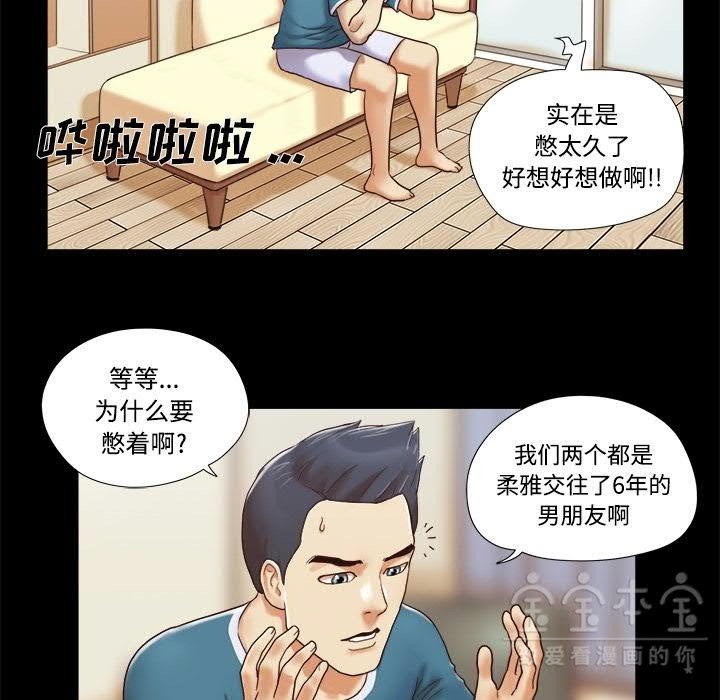 哗啦啦啦...
实在是
憋太久了
好想好想做啊!!
等等...
为什么要
憋着啊?
我们两个都是
柔雅交往了6年的
男朋友啊
宝宝本宝
可爱爱看漫画的你